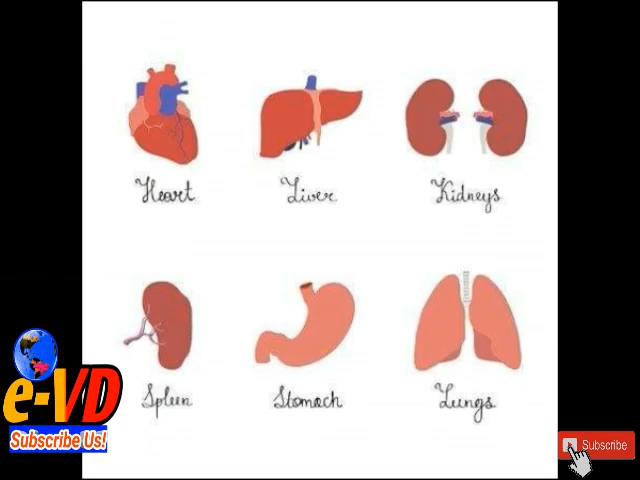 Heart Liver Kidneys
Spleen Stomach Lungs
e-VD
Subscribe Us!
Subscribe